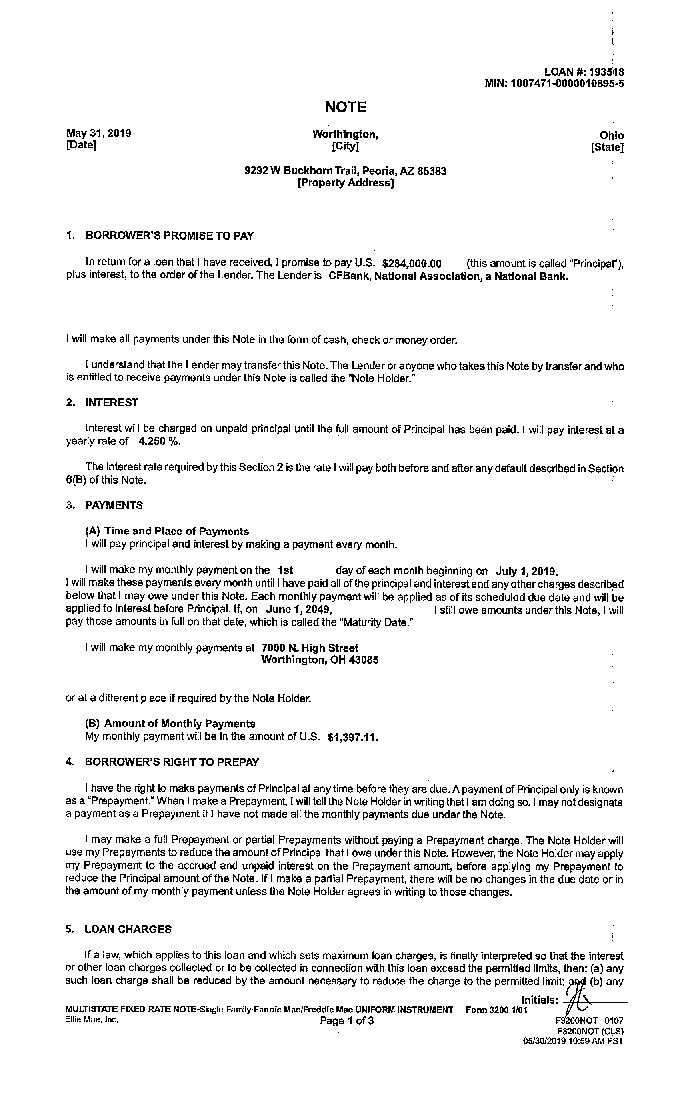 LOAN #: 193518
MIN: 1007471-0000010895-5
NOTE
May 31, 2019 Worthington, Ohio
[Date] [City] [State]
9292 W Buckhorn Trail, Peoria, AZ 85383
[Property Address]
1. BORROWER'S PROMISE TO PAY
In return for a loan that I have received, I promise to pay U.S. $284,000.00 (this amount is called "Principal"),
plus interest, to the order of the Lender. The Lender is CFBank, National Association, a National Bank.
I will make all payments under this Note in the form of cash, check or money order.
I understand that the Lender may transfer this Note. The Lender or anyone who takes this Note by transfer and who
is entitled to receive payments under this Note is called the "Note Holder."
2. INTEREST
Interest will be charged on unpaid principal until the full amount of Principal has been paid. I will pay interest at a
yearly rate of 4.250 %.
The interest rate required by this Section 2 is the rate I will pay both before and after any default described in Section
6(B) of this Note.
3. PAYMENTS
(A) Time and Place of Payments
I will pay principal and interest by making a payment every month.
I will make my monthly payment on the 1st day of each month beginning on July 1, 2019.
I will make these payments every month until I have paid all of the principal and interest and any other charges described
below that I may owe under this Note. Each monthly payment will be applied as of its scheduled due date and will be
applied to interest before Principal. If, on June 1, 2049, I still owe amounts under this Note, I will
pay those amounts in full on that date, which is called the "Maturity Date."
I will make my monthly payments at 7000 N. High Street
Worthington, OH 43085
or at a different place if required by the Note Holder.
(B) Amount of Monthly Payments
My monthly payment will be in the amount of U.S. $1,397.11.
4. BORROWER'S RIGHT TO PREPAY
I have the right to make payments of Principal at any time before they are due. A payment of Principal only is known
as a "Prepayment." When I make a Prepayment, I will tell the Note Holder in writing that I am doing so. I may not designate
a payment as a Prepayment if I have not made all the monthly payments due under the Note.
I may make a full Prepayment or partial Prepayments without paying a Prepayment charge. The Note Holder will
use my Prepayments to reduce the amount of Principal that I owe under this Note. However, the Note Holder may apply
my Prepayment to the accrued and unpaid interest on the Prepayment amount, before applying my Prepayment to
reduce the Principal amount of the Note. If I make a partial Prepayment, there will be no changes in the due date or in
the amount of my monthly payment unless the Note Holder agrees in writing to those changes.
5. LOAN CHARGES
If a law, which applies to this loan and which sets maximum loan charges, is finally interpreted so that the interest
or other loan charges collected or to be collected in connection with this loan exceed the permitted limits, then: (a) any
such loan charge shall be reduced by the amount necessary to reduce the charge to the permitted limit; and (b) any
Initials:
MULTISTATE FIXED RATE NOTE-Single Family-Fannie Mae/Freddie Mac UNIFORM INSTRUMENT Form 3200 1/01
Ellie Mae, Inc. Page 1 of 3 F3200NOT 0107
F3200NOT (CLS)
05/30/2019 10:59 AM PST